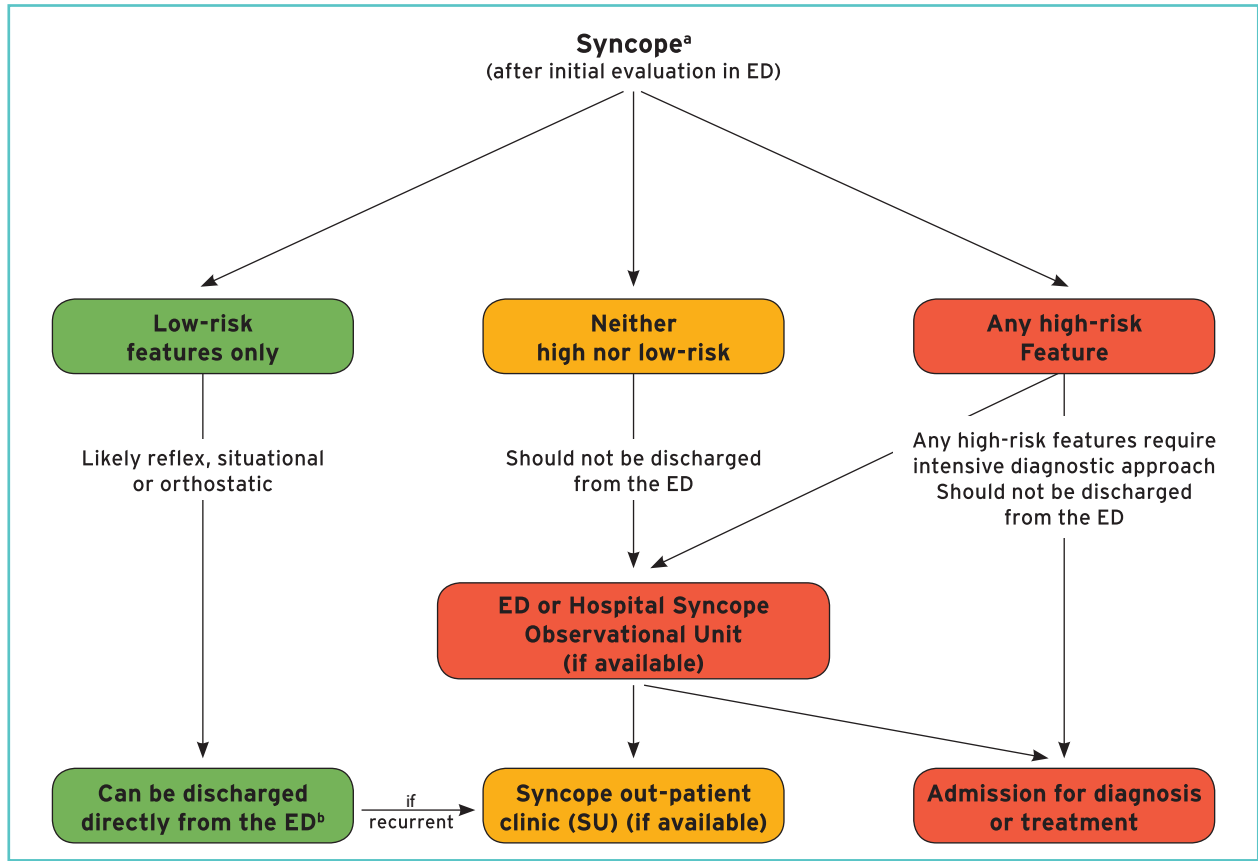 Syncopeᵃ
(after initial evaluation in ED)
Low-risk
features only
Neither
high nor low-risk
Any high-risk
Feature
Likely reflex, situational
or orthostatic
Should not be discharged
from the ED
Any high-risk features require
intensive diagnostic approach
Should not be discharged
from the ED
ED or Hospital Syncope
Observational Unit
(if available)
Can be discharged
directly from the EDᵇ
if
recurrent
Syncope out-patient
clinic (SU) (if available)
Admission for diagnosis
or treatment